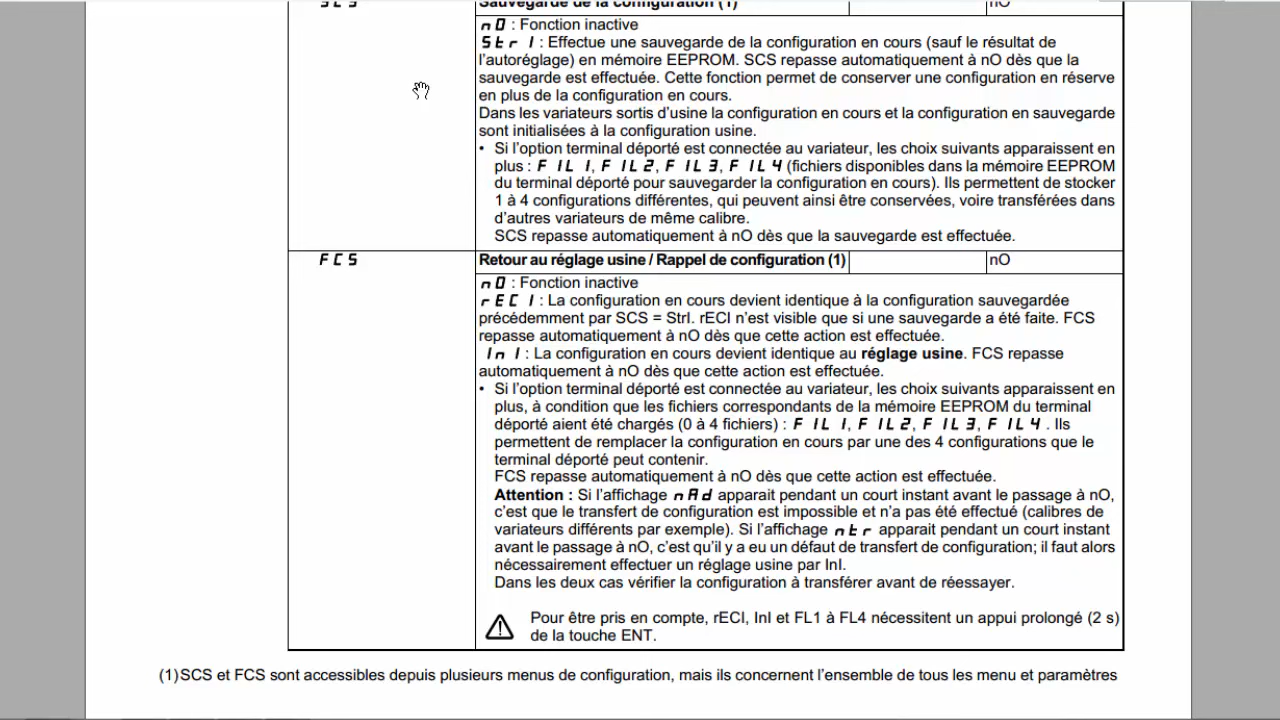 SCS Sauvegarde de la configuration (1) nO
nO : Fonction inactive
StrI : Effectue une sauvegarde de la configuration en cours (sauf le résultat de
l'autoréglage) en mémoire EEPROM. SCS repasse automatiquement à nO dès que la
sauvegarde est effectuée. Cette fonction permet de conserver une configuration en réserve
en plus de la configuration en cours.
Dans les variateurs sortis d'usine la configuration en cours et la configuration en sauvegarde
sont initialisées à la configuration usine.
• Si l'option terminal déporté est connectée au variateur, les choix suivants apparaissent en
plus : FIL1, FIL2, FIL3, FIL4 (fichiers disponibles dans la mémoire EEPROM
du terminal déporté pour sauvegarder la configuration en cours). Ils permettent de stocker
1 à 4 configurations différentes, qui peuvent ainsi être conservées, voire transférées dans
d'autres variateurs de même calibre.
SCS repasse automatiquement à nO dès que la sauvegarde est effectuée.
FCS Retour au réglage usine / Rappel de configuration (1) nO
nO : Fonction inactive
rECI : La configuration en cours devient identique à la configuration sauvegardée
précédemment par SCS = StrI. rECI n'est visible que si une sauvegarde a été faite. FCS
repasse automatiquement à nO dès que cette action est effectuée.
InI : La configuration en cours devient identique au réglage usine. FCS repasse
automatiquement à nO dès que cette action est effectuée.
• Si l'option terminal déporté est connectée au variateur, les choix suivants apparaissent en
plus, à condition que les fichiers correspondants de la mémoire EEPROM du terminal
déporté aient été chargés (0 à 4 fichiers) : FIL1, FIL2, FIL3, FIL4 . Ils
permettent de remplacer la configuration en cours par une des 4 configurations que le
terminal déporté peut contenir.
FCS repasse automatiquement à nO dès que cette action est effectuée.
Attention : Si l'affichage nAd apparait pendant un court instant avant le passage à nO,
c'est que le transfert de configuration est impossible et n'a pas été effectué (calibres de
variateurs différents par exemple). Si l'affichage ntr apparait pendant un court instant
avant le passage à nO, c'est qu'il y a eu un défaut de transfert de configuration; il faut alors
nécessairement effectuer un réglage usine par InI.
Dans les deux cas vérifier la configuration à transférer avant de réessayer.
Pour être pris en compte, rECI, InI et FL1 à FL4 nécessitent un appui prolongé (2 s)
de la touche ENT.
(1)SCS et FCS sont accessibles depuis plusieurs menus de configuration, mais ils concernent l'ensemble de tous les menu et paramètres